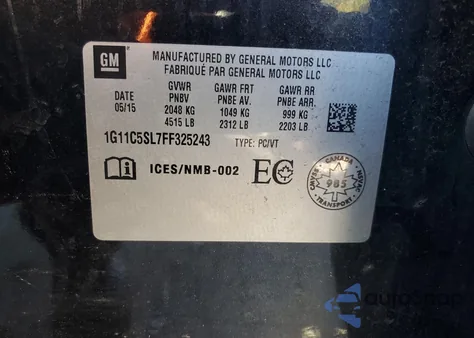 GM
MANUFACTURED BY GENERAL MOTORS LLC
FABRIQUÉ PAR GENERAL MOTORS LLC
GVWR GAWR FRT GAWR RR
DATE PNBV PNBE AV. PNBE ARR.
05/15 2048 KG 1049 KG 999 KG
4515 LB 2312 LB 2203 LB
1G11C5SL7FF325243 TYPE: PC/VT
ICES/NMB-002 EC
CANADA
985
TRANSPORT
AutoSnap